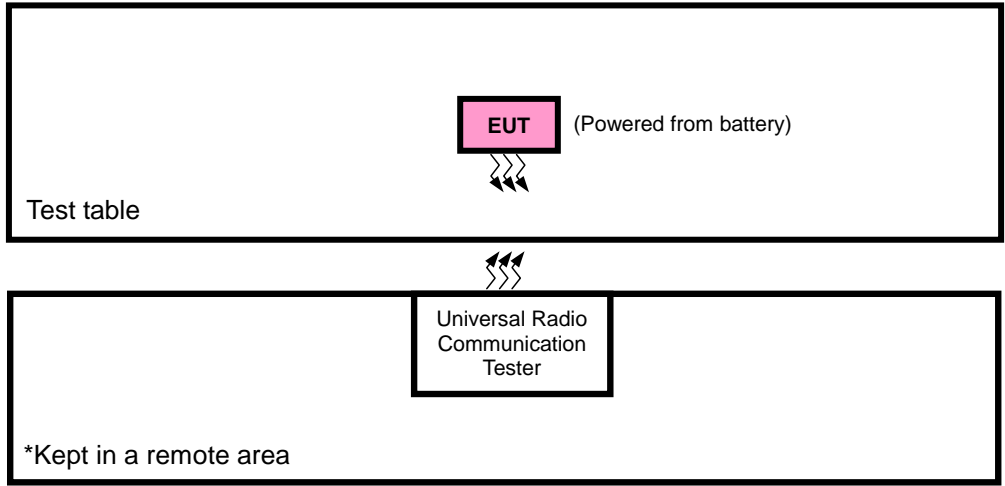 EUT
(Powered from battery)
Test table
Universal Radio
Communication
Tester
*Kept in a remote area